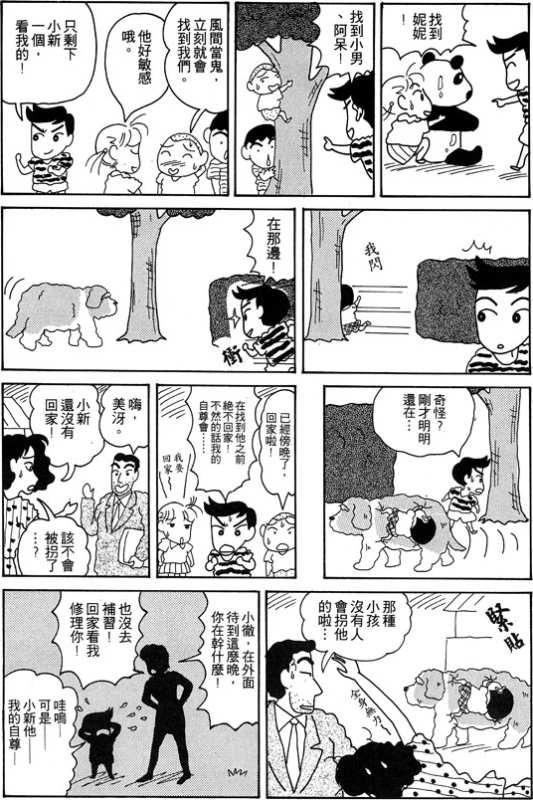 找到
妮妮
！
找到小男
、阿呆！
風間當鬼，
立刻就會
找到我們。
他好敏感
哦。
只剩下
小新
一個，
看我的！
我閃
在那邊！
衝
奇怪？
剛才明明
還在…
已經傍晚了，
回家啦！
在找到他之前
絕不回家！
不然的話我的
自尊會……
我要
回家。
嗨，
美冴。
小新
還沒有
回家！
該不會
被拐了
…？
緊貼
那種
小孩
沒有人
會拐他
的啦…
全身無力
小徹，在外面
待到這麼晚，
你在幹什麼！
也沒去
補習！
回家看我
修理你！
哇嗚——
可是——
小新他
我的自尊——